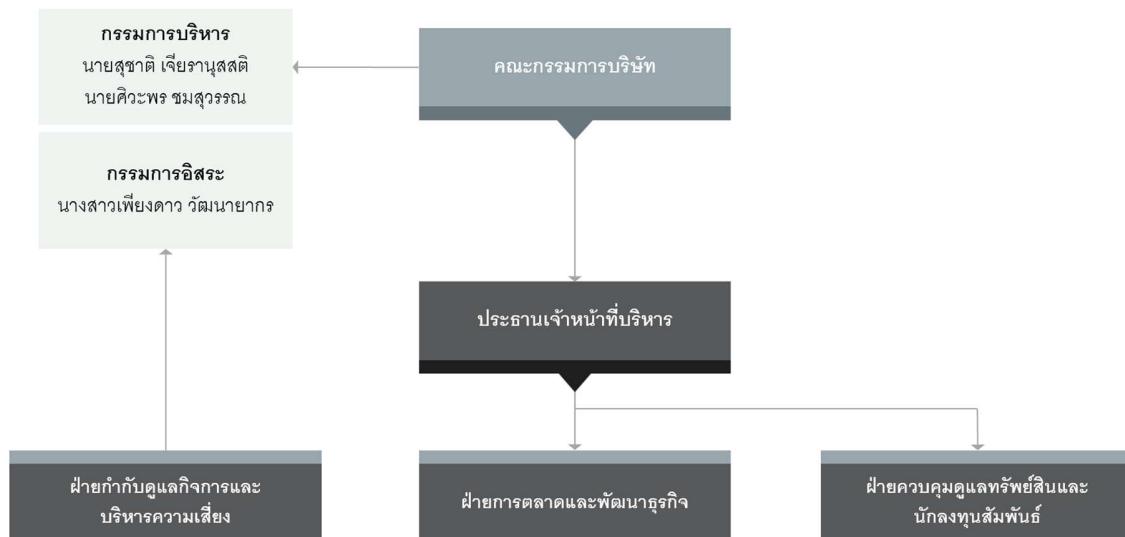 กรรมการบริหาร
นายสุชาติ เจียรานุสสติ
นายศิวะพร ชมสุวรรณ
คณะกรรมการบริษัท
กรรมการอิสระ
นางสาวเพียงดาว วัฒนายากร
ประธานเจ้าหน้าที่บริหาร
ฝ่ายกำกับดูแลกิจการและ
บริหารความเสี่ยง
ฝ่ายการตลาดและพัฒนาธุรกิจ
ฝ่ายควบคุมดูแลทรัพย์สินและ
นักลงทุนสัมพันธ์